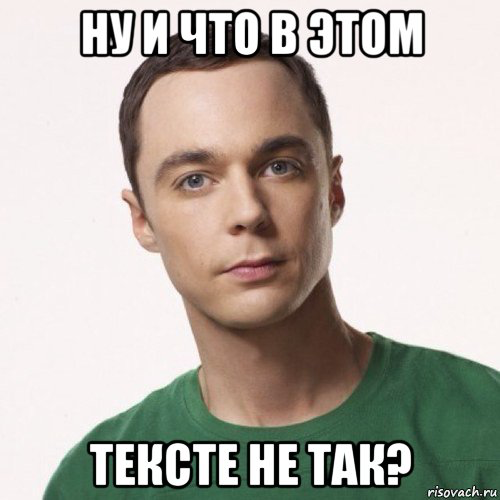 НУ И ЧТО В ЭТОМ
ТЕКСТЕ НЕ ТАК?
risovach.ru